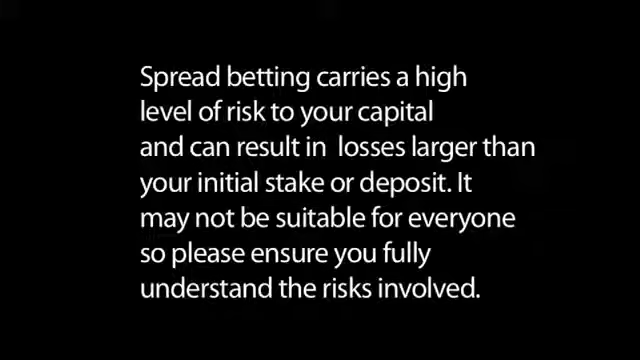 Spread betting carries a high
level of risk to your capital
and can result in  losses larger than
your initial stake or deposit. It
may not be suitable for everyone
so please ensure you fully
understand the risks involved.